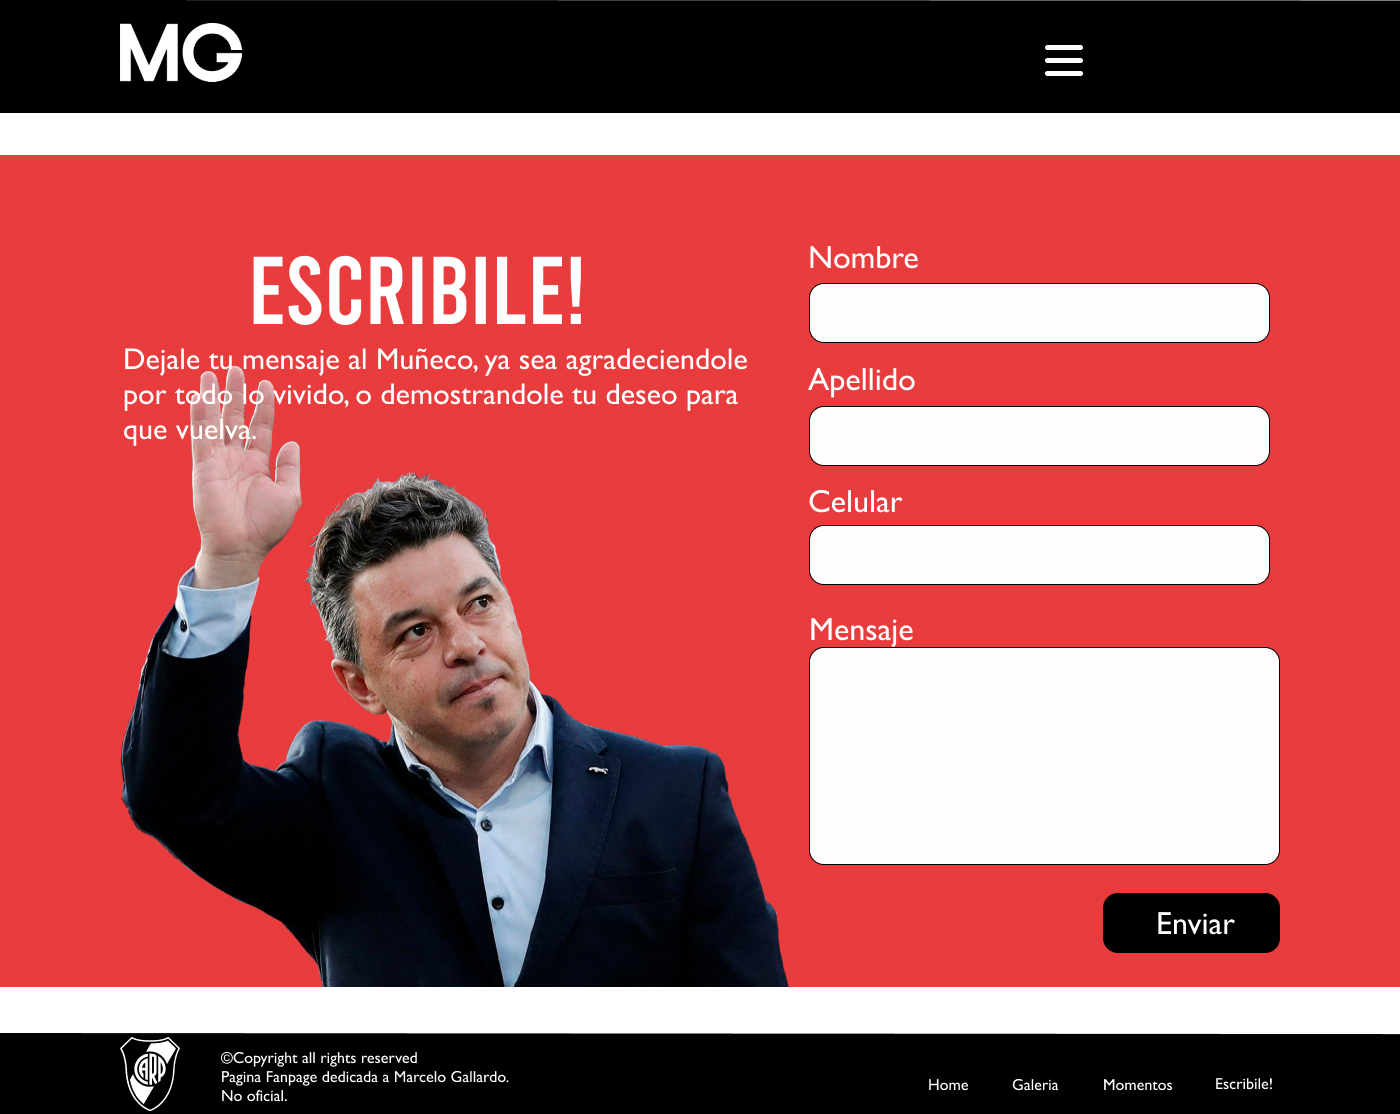 MG
ESCRIBILE!
Dejale tu mensaje al Muñeco, ya sea agradeciendole
por todo lo vivido, o demostrandole tu deseo para
que vuelva.
Nombre
Apellido
Celular
Mensaje
Enviar
CARP
©Copyright all rights reserved
Pagina Fanpage dedicada a Marcelo Gallardo.
No oficial.
Home
Galeria
Momentos
Escribile!